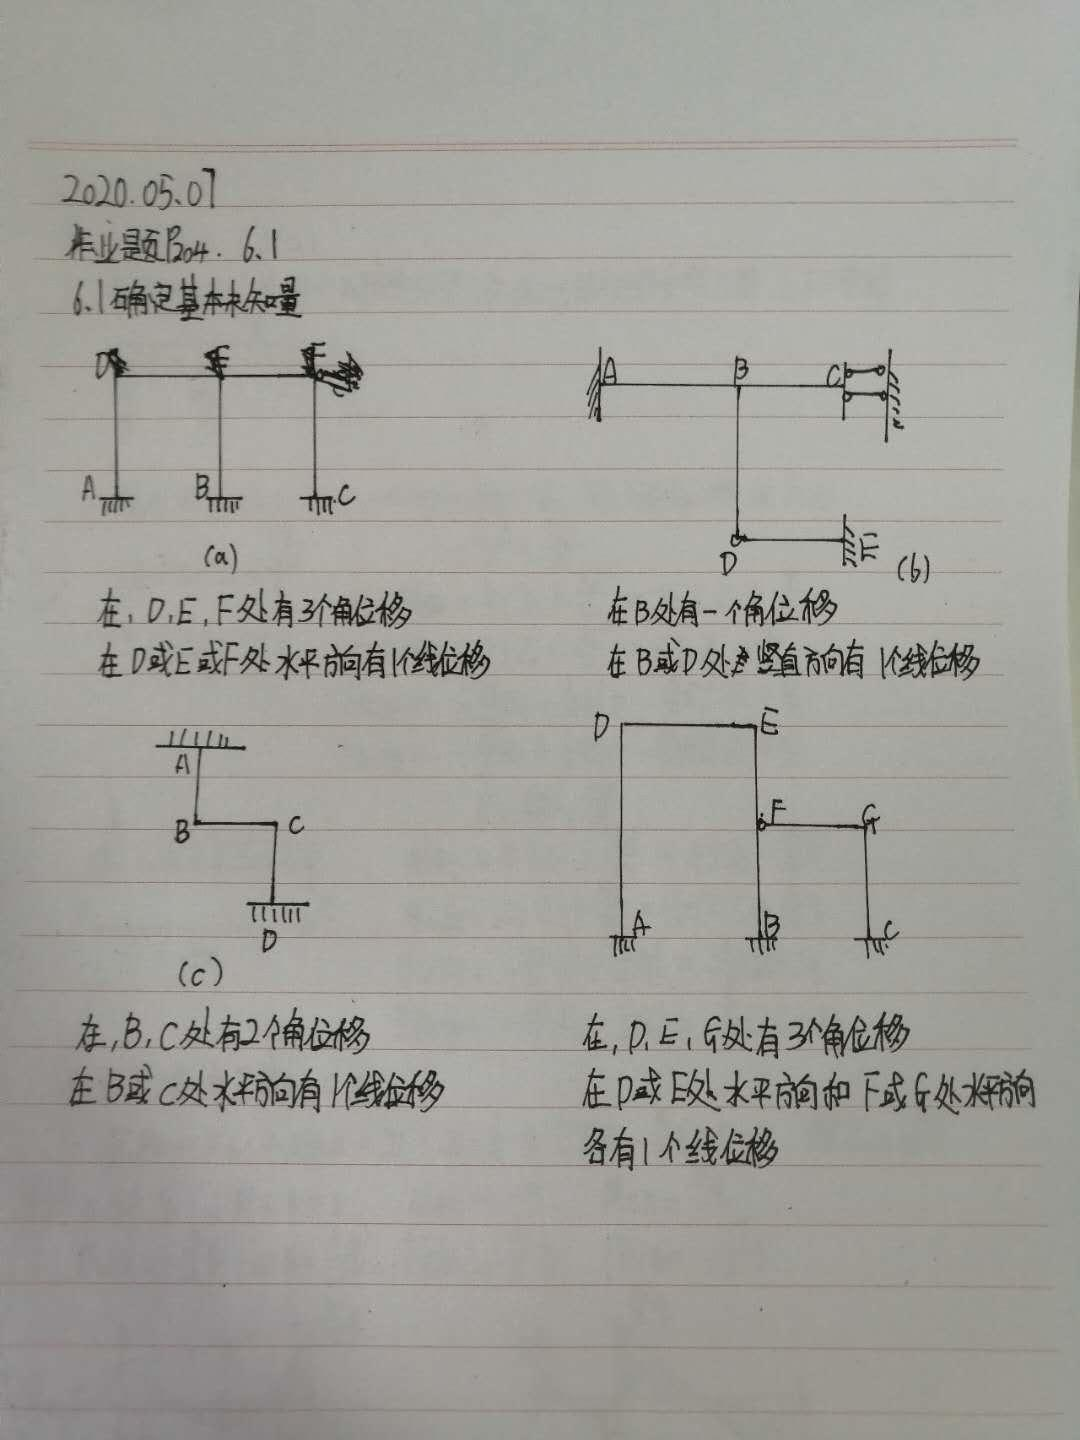 2020.05.07
作业题P204. 6.1
6.1确定基本未知量
D E F
A B C
(a)
A B C
D E
(b)
在,D,E,F处有3个角位移
在D或E或F处水平方向有1个线位移
在B处有一个角位移
在B或D处竖直方向有1个线位移
A
B C
D
(c)
D E
F G
A B C
在,B,C处有2个角位移
在B或C处水平方向有1个线位移
在,D,E,G处有3个角位移
在D或E处水平方向和F或G处水平方向
各有1个线位移